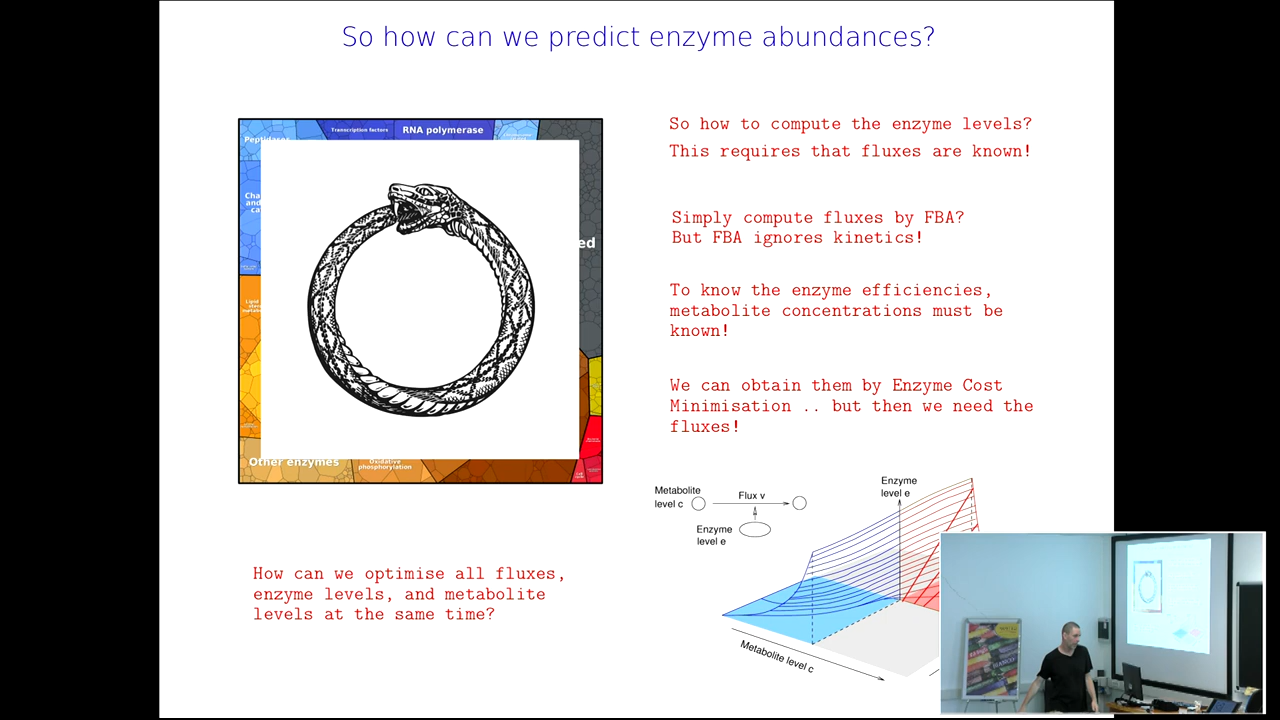 So how can we predict enzyme abundances?
Transcription factors
RNA polymerase
ed
Other enzymes
Oxidative
phosphorylation
So how to compute the enzyme levels?
This requires that fluxes are known!
Simply compute fluxes by FBA?
But FBA ignores kinetics!
To know the enzyme efficiencies,
metabolite concentrations must be
known!
We can obtain them by Enzyme Cost
Minimisation .. but then we need the
fluxes!
How can we optimise all fluxes,
enzyme levels, and metabolite
levels at the same time?
Metabolite
level c
Flux v
Enzyme
level e
Enzyme
level e
Metabolite level c